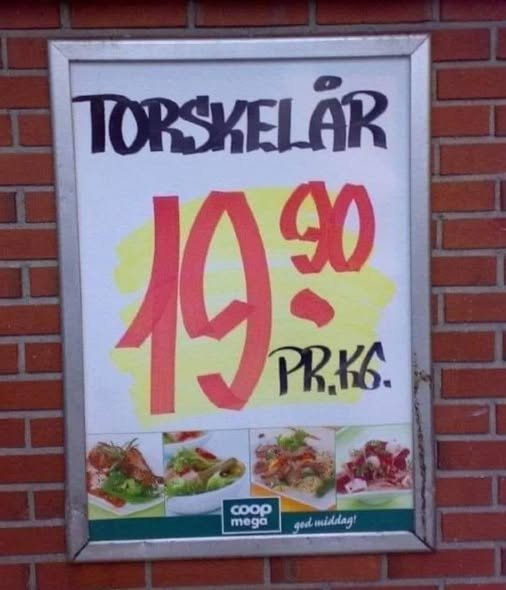 TORSKELÅR
19.90
PR.KG.
coop
mega
god middag!